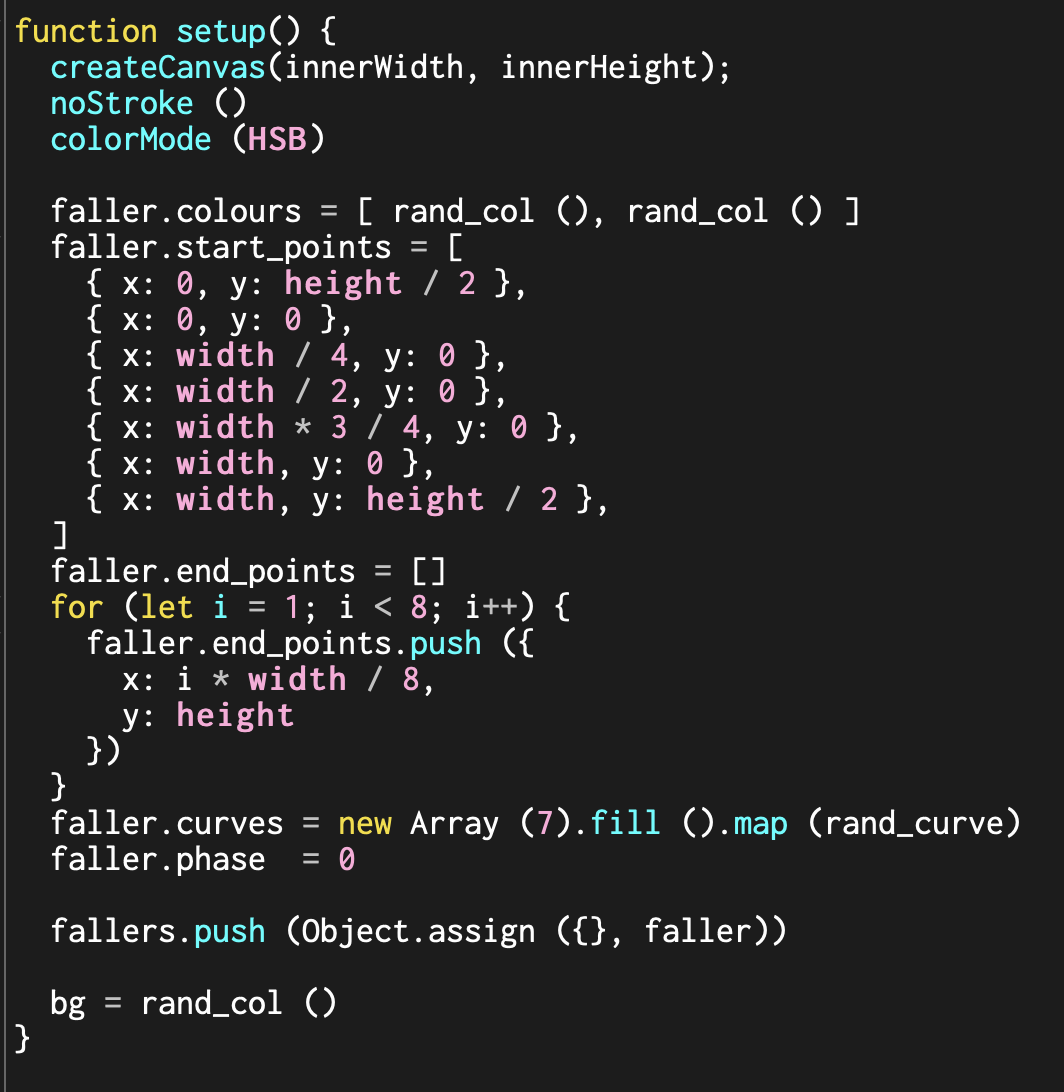 function setup() {
  createCanvas(innerWidth, innerHeight);
  noStroke ()
  colorMode (HSB)

  faller.colours = [ rand_col (), rand_col () ]
  faller.start_points = [
    { x: 0, y: height / 2 },
    { x: 0, y: 0 },
    { x: width / 4, y: 0 },
    { x: width / 2, y: 0 },
    { x: width * 3 / 4, y: 0 },
    { x: width, y: 0 },
    { x: width, y: height / 2 },
  ]
  faller.end_points = []
  for (let i = 1; i < 8; i++) {
    faller.end_points.push ({
      x: i * width / 8,
      y: height
    })
  }
  faller.curves = new Array (7).fill ().map (rand_curve)
  faller.phase  = 0

  fallers.push (Object.assign ({}, faller))

  bg = rand_col ()
}